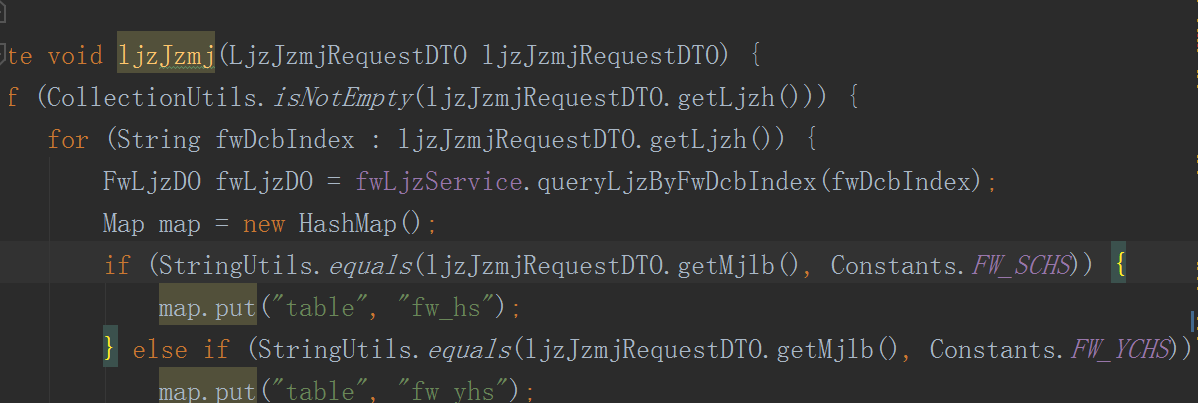 te void ljzJzmj(LjzJzmjRequestDTO ljzJzmjRequestDTO) {
f (CollectionUtils.isNotEmpty(ljzJzmjRequestDTO.getLjzh())) {
for (String fwDcbIndex : ljzJzmjRequestDTO.getLjzh()) {
FwLjzDO fwLjzDO = fwLjzService.queryLjzByFwDcbIndex(fwDcbIndex);
Map map = new HashMap();
if (StringUtils.equals(ljzJzmjRequestDTO.getMjlb(), Constants.FW_SCHS)) {
map.put("table", "fw_hs");
} else if (StringUtils.equals(ljzJzmjRequestDTO.getMjlb(), Constants.FW_YCHS))
map.put("table", "fw_yhs");